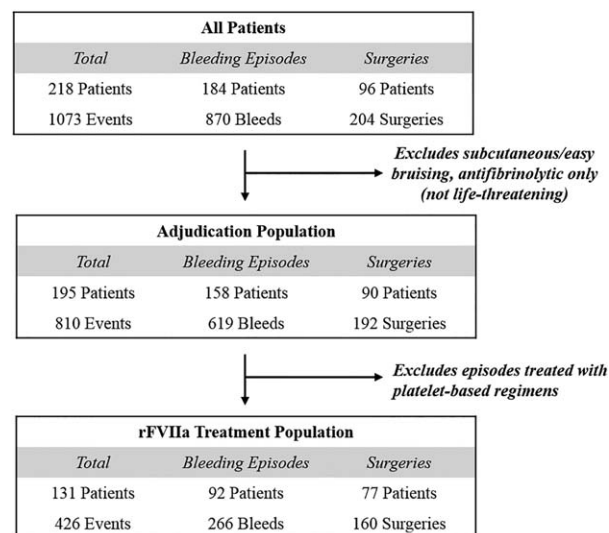 All Patients
Total Bleeding Episodes Surgeries
218 Patients 184 Patients 96 Patients
1073 Events 870 Bleeds 204 Surgeries
Excludes subcutaneous/easy
bruising, antifibrinolytic only
(not life-threatening)
Adjudication Population
Total Bleeding Episodes Surgeries
195 Patients 158 Patients 90 Patients
810 Events 619 Bleeds 192 Surgeries
Excludes episodes treated with
platelet-based regimens
rFVIIa Treatment Population
Total Bleeding Episodes Surgeries
131 Patients 92 Patients 77 Patients
426 Events 266 Bleeds 160 Surgeries